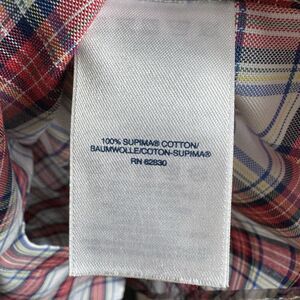 100% SUPIMA® COTTON/
BAUMWOLLE/COTON-SUPIMA®
RN 62830